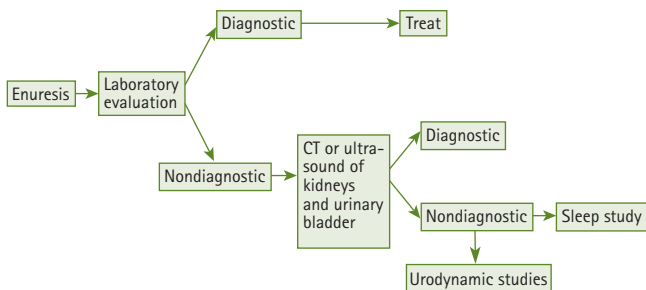 Diagnostic
Treat
Enuresis
Laboratory
evaluation
Nondiagnostic
CT or ultra-
sound of
kidneys
and urinary
bladder
Diagnostic
Nondiagnostic
Sleep study
Urodynamic studies